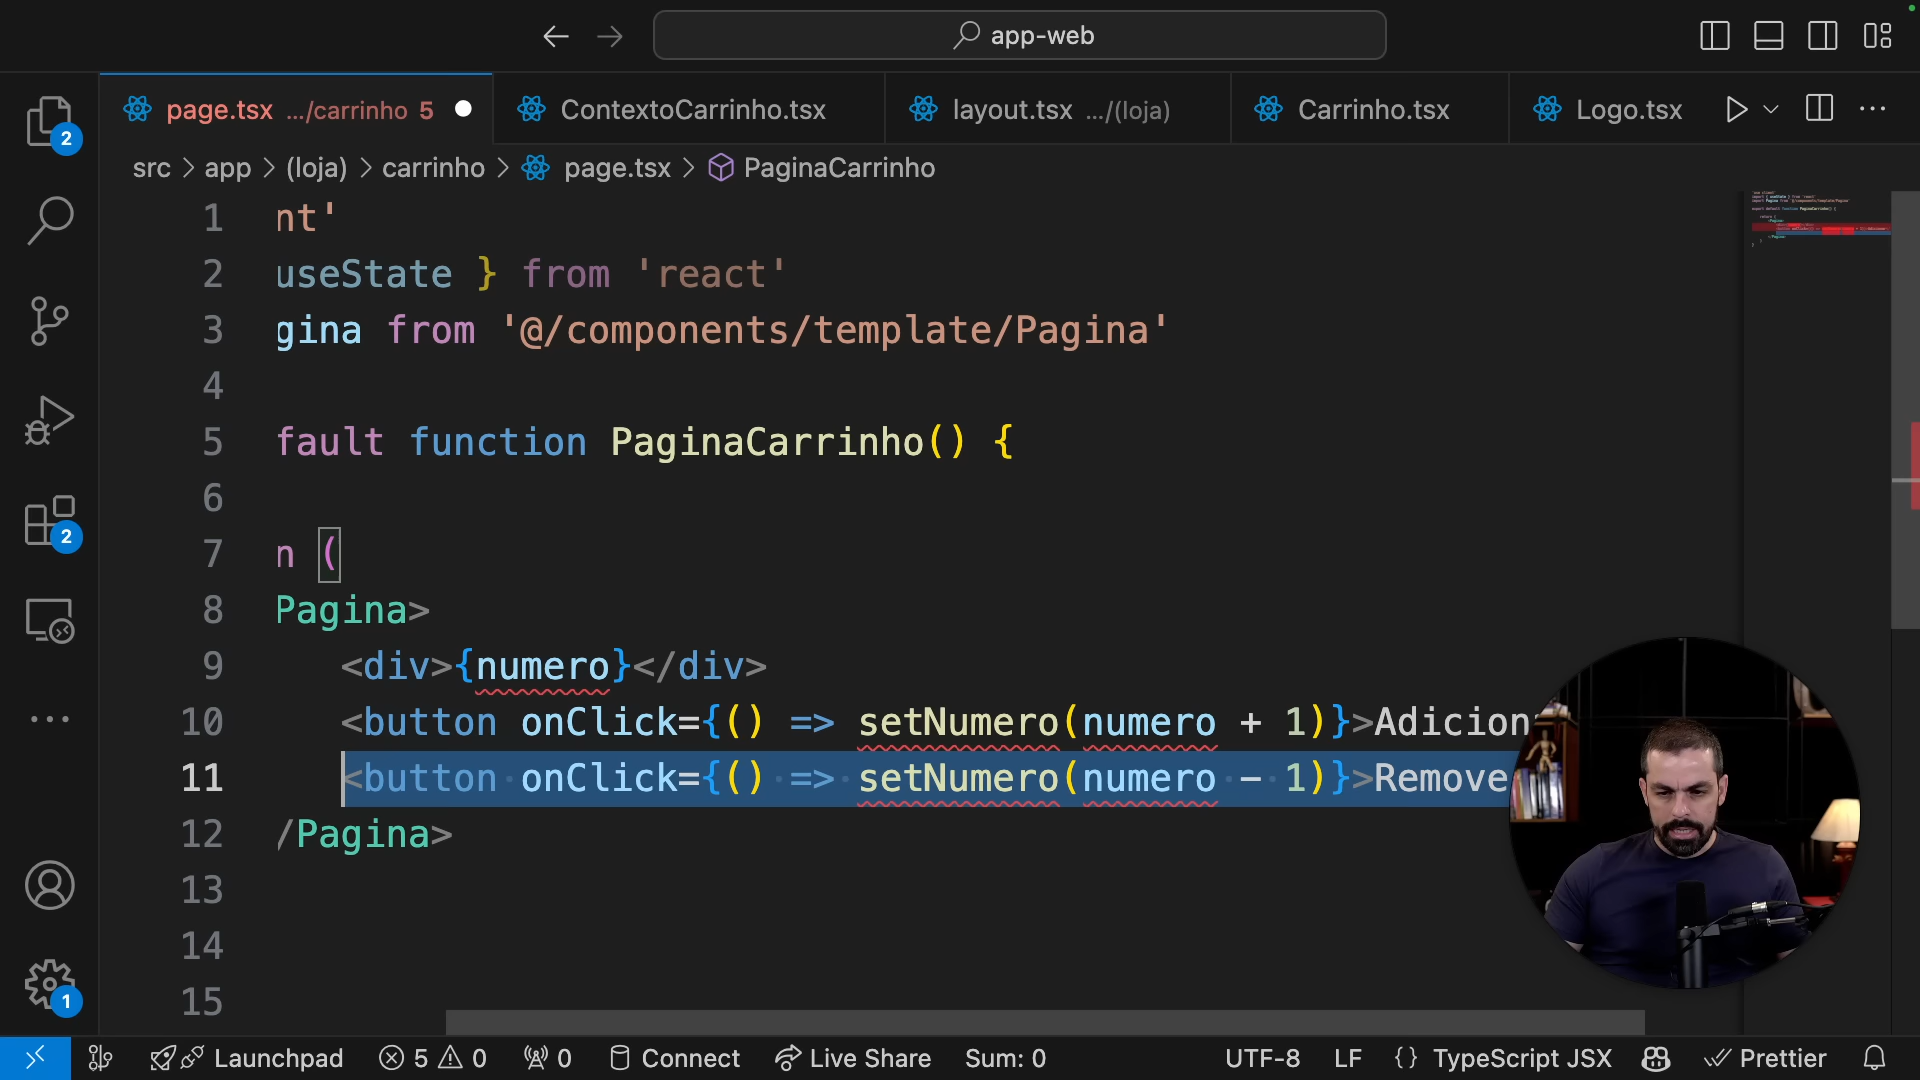 app-web
page.tsx .../carrinho 5
ContextoCarrinho.tsx
layout.tsx .../(loja)
Carrinho.tsx
Logo.tsx
src > app > (loja) > carrinho > page.tsx > PaginaCarrinho
1 nt'
2 useState } from 'react'
3 gina from '@/components/template/Pagina'
4
5 fault function PaginaCarrinho() {
6
7 n (
8 Pagina>
9 <div>{numero}</div>
10 <button onClick={() => setNumero(numero + 1)}>Adicion
11 <button onClick={() => setNumero(numero - 1)}>Remove
12 /Pagina>
13
14
15
2
2
1
Launchpad 5 0 0 Connect Live Share Sum: 0 UTF-8 LF {} TypeScript JSX Prettier